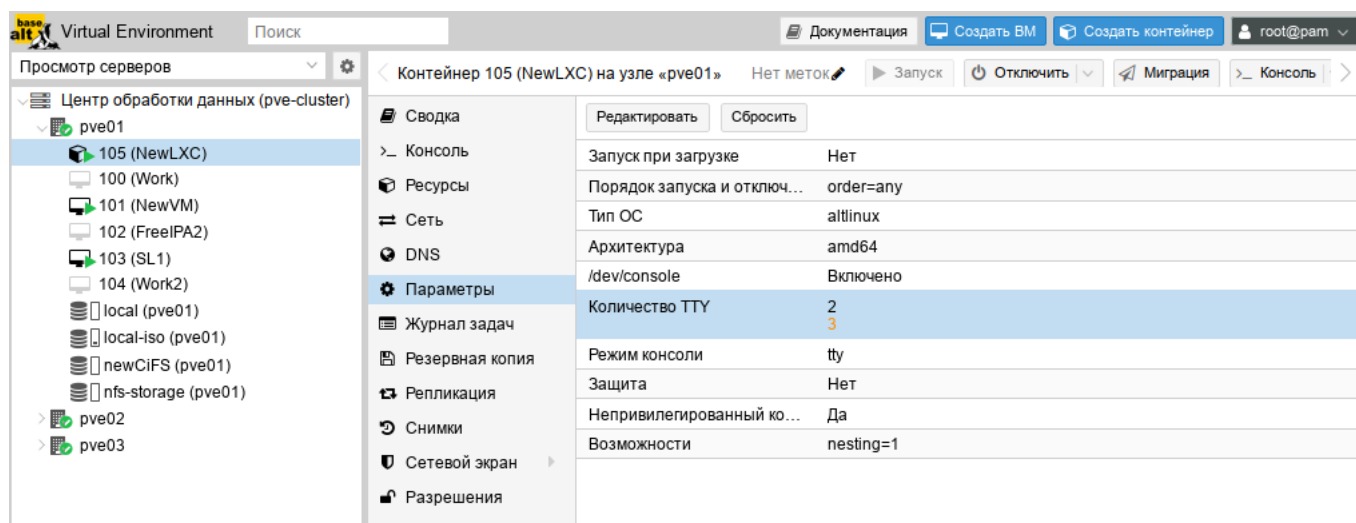 base alt Virtual Environment Поиск Документация Создать ВМ Создать контейнер root@pam
Просмотр серверов
Центр обработки данных (pve-cluster)
pve01
105 (NewLXC)
100 (Work)
101 (NewVM)
102 (FreeIPA2)
103 (SL1)
104 (Work2)
local (pve01)
local-iso (pve01)
newCiFS (pve01)
nfs-storage (pve01)
pve02
pve03
Контейнер 105 (NewLXC) на узле «pve01» Нет меток Запуск Отключить Миграция Консоль
Сводка
Консоль
Ресурсы
Сеть
DNS
Параметры
Журнал задач
Резервная копия
Репликация
Снимки
Сетевой экран
Разрешения
Редактировать Сбросить
Запуск при загрузке Нет
Порядок запуска и отключ... order=any
Тип ОС altlinux
Архитектура amd64
/dev/console Включено
Количество TTY 2
3
Режим консоли tty
Защита Нет
Непривилегированный ко... Да
Возможности nesting=1